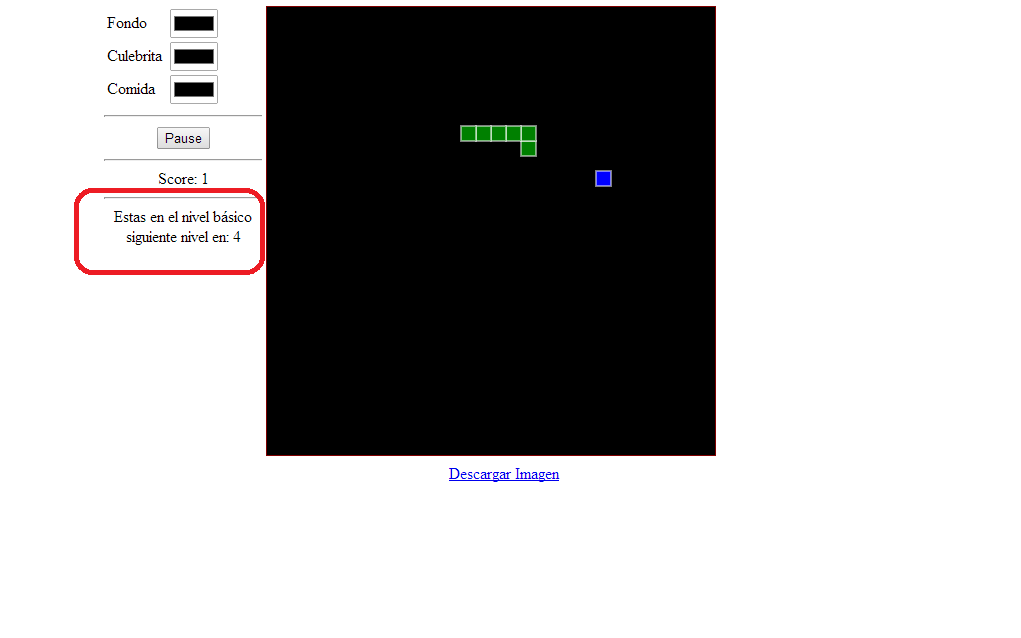 Fondo
Culebrita
Comida
Pause
Score: 1
Estas en el nivel básico
siguiente nivel en: 4
Descargar Imagen